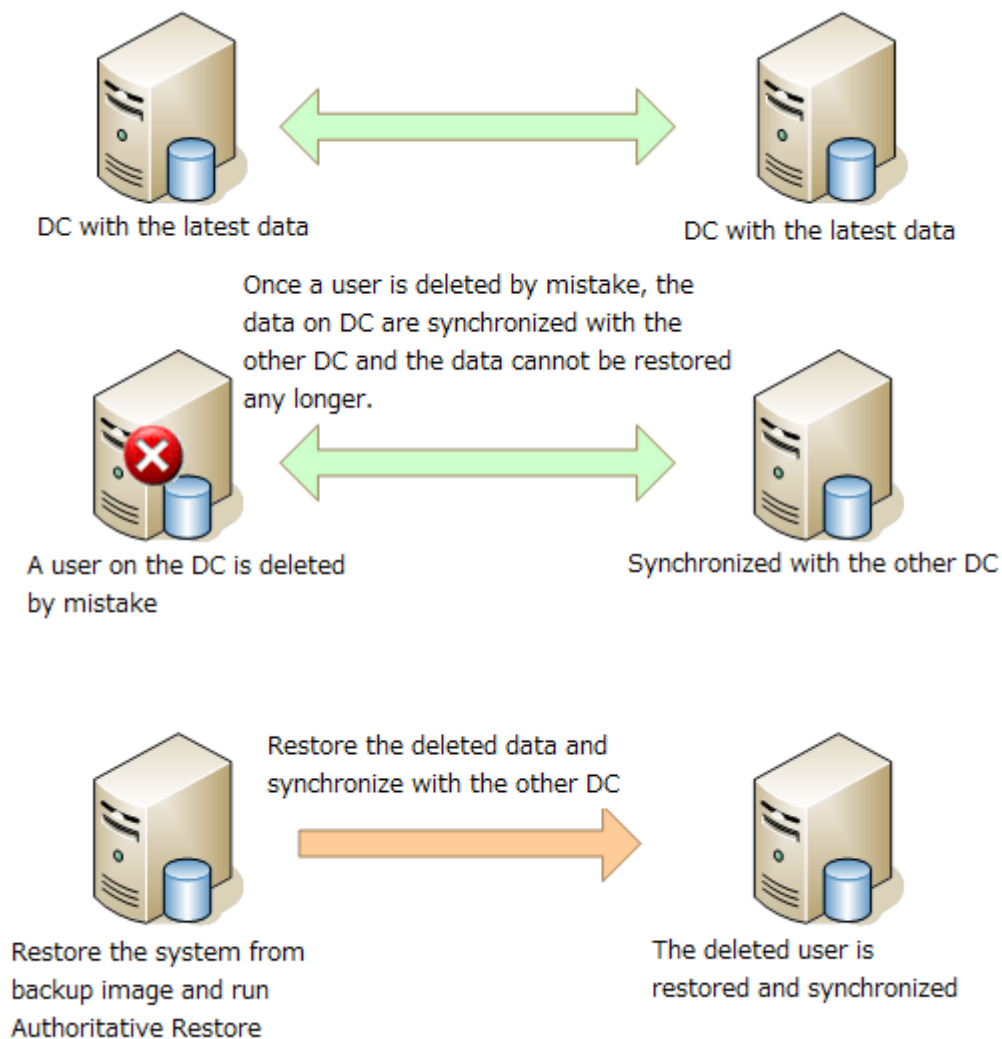 DC with the latest data
DC with the latest data
Once a user is deleted by mistake, the
data on DC are synchronized with the
other DC and the data cannot be restored
any longer.
A user on the DC is deleted
by mistake
Synchronized with the other DC
Restore the deleted data and
synchronize with the other DC
Restore the system from
backup image and run
Authoritative Restore
The deleted user is
restored and synchronized